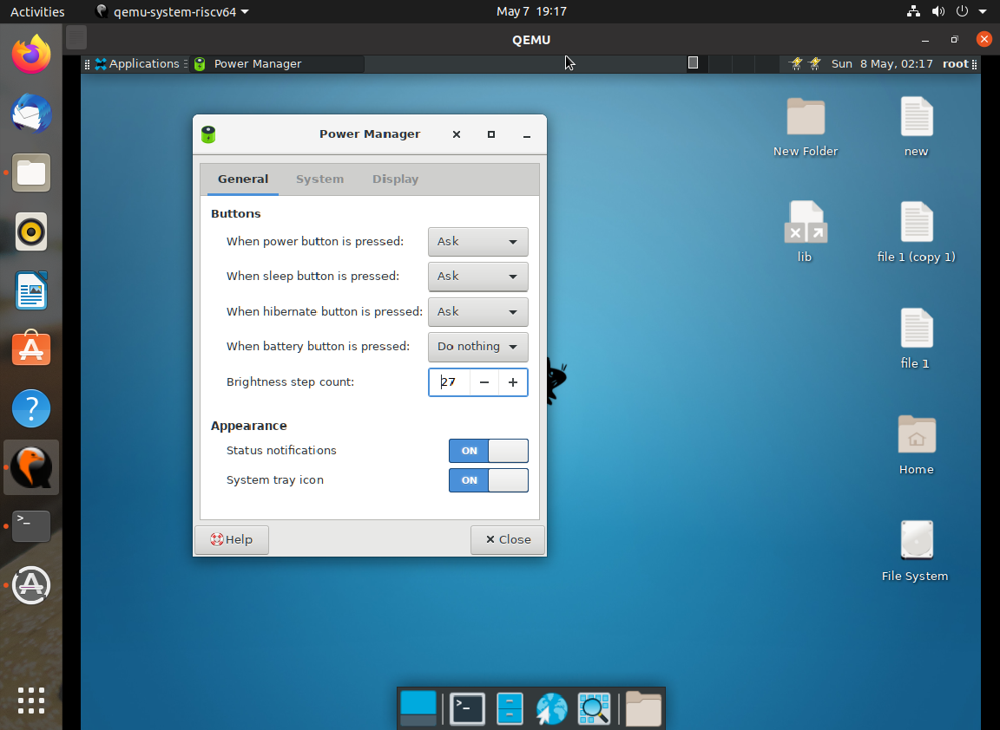 Activities qemu-system-riscv64 May 7 19:17
QEMU
Applications Power Manager Sun 8 May, 02:17 root
Power Manager
General System Display
Buttons
When power button is pressed: Ask
When sleep button is pressed: Ask
When hibernate button is pressed: Ask
When battery button is pressed: Do nothing
Brightness step count: 27 − +
Appearance
Status notifications ON
System tray icon ON
Help Close
New Folder new
lib file 1 (copy 1)
file 1
Home
File System